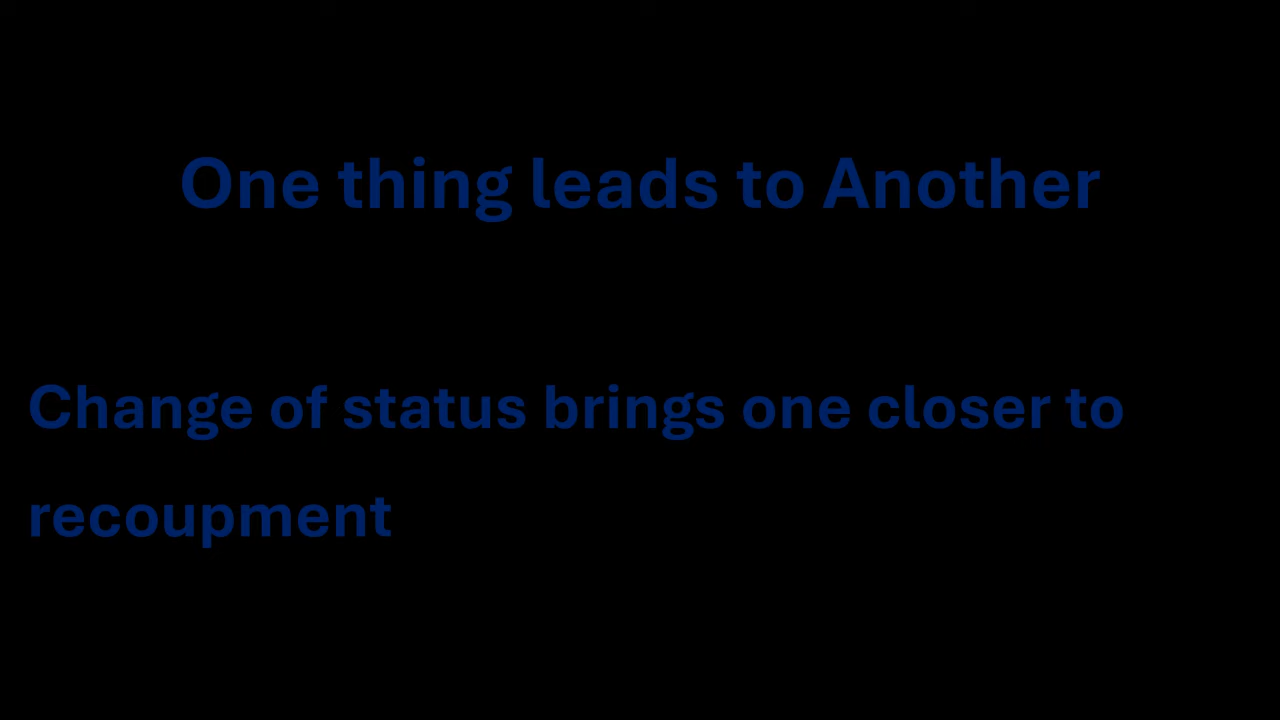 One thing leads to Another
Change of status brings one closer to
recoupment